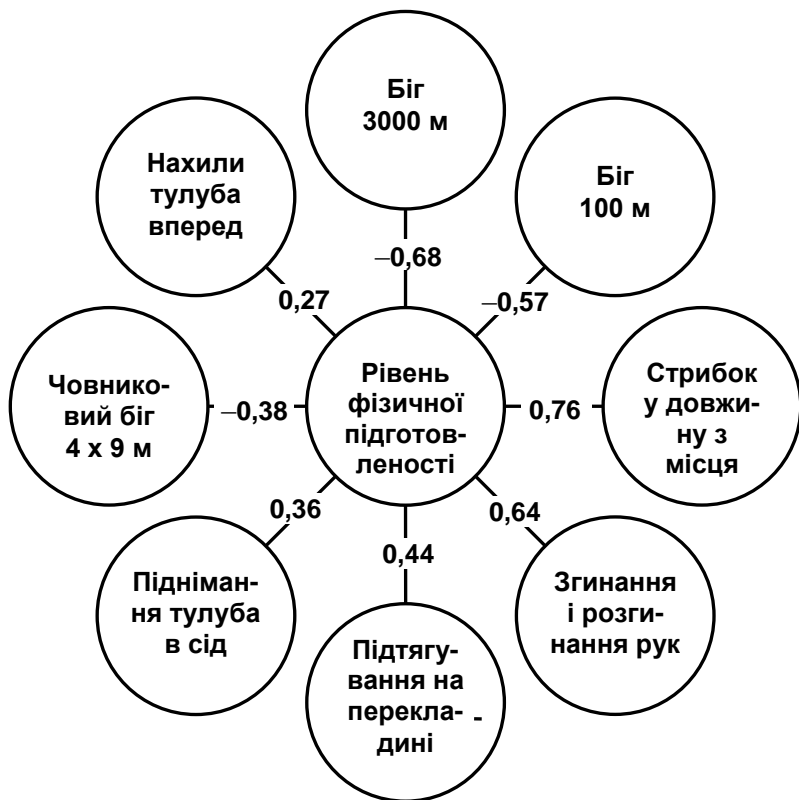 Біг
3000 м
Нахили
тулуба
вперед
Біг
100 м
–0,68
0,27
–0,57
Човнико-
вий біг
4 х 9 м
–0,38
Рівень
фізичної
підготов-
леності
0,76
Стрибок
у довжи-
ну з
місця
0,36
0,44
0,64
Підніман-
ня тулуба
в сід
Підтягу-
вання на
перекла- -
дині
Згинання
і розги-
нання рук